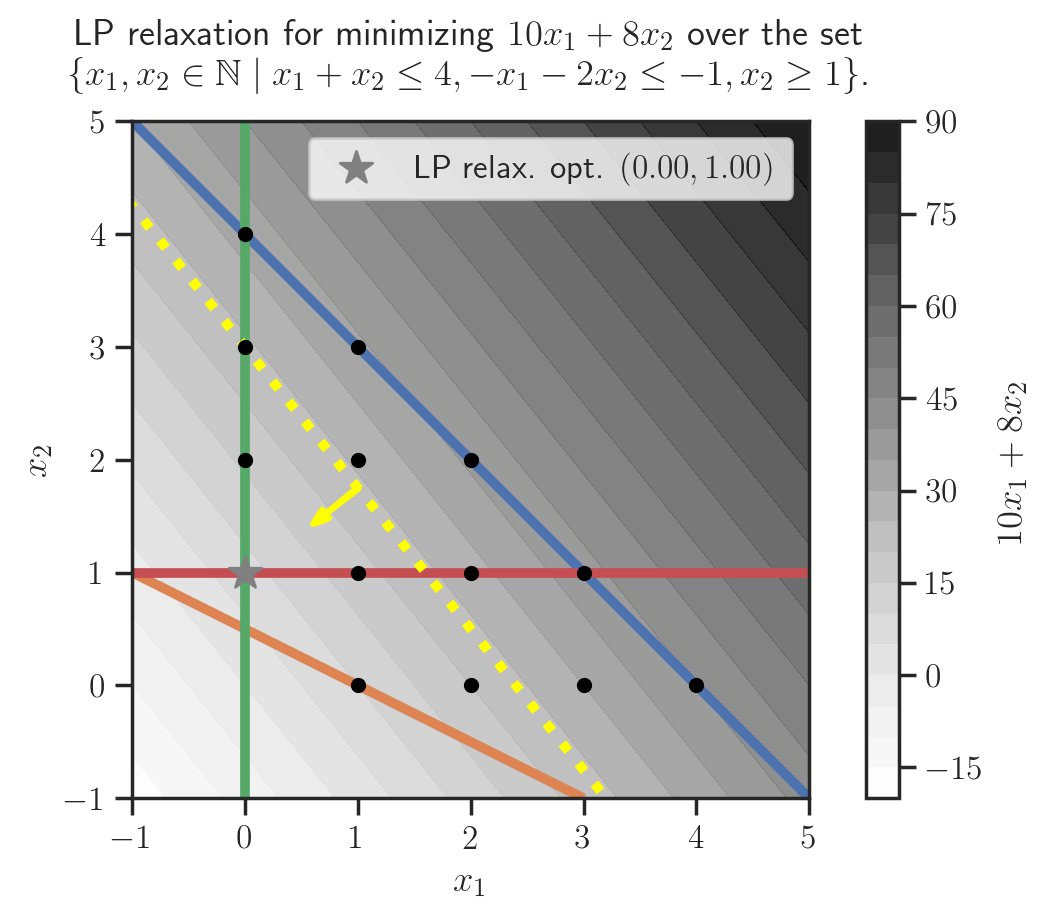 LP relaxation for minimizing 10x₁ + 8x₂ over the set
{x₁, x₂ ∈ ℕ | x₁ + x₂ ≤ 4, −x₁ − 2x₂ ≤ −1, x₂ ≥ 1}.
LP relax. opt. (0.00, 1.00)
5
4
3
2
1
0
−1
x₂
−1 0 1 2 3 4 5
x₁
90
75
60
45
30
15
0
−15
10x₁ + 8x₂